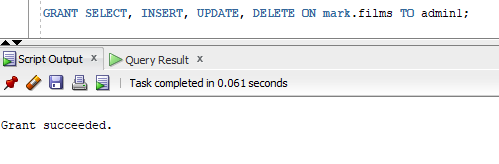 GRANT SELECT, INSERT, UPDATE, DELETE ON mark.films TO admin1;
Script Output x Query Result x
Task completed in 0.061 seconds
Grant succeeded.